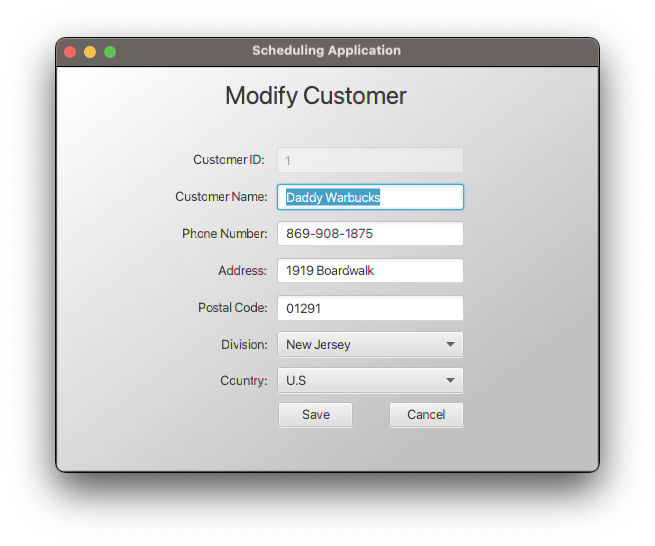 Scheduling Application
Modify Customer
Customer ID: 1
Customer Name: Daddy Warbucks
Phone Number: 869-908-1875
Address: 1919 Boardwalk
Postal Code: 01291
Division: New Jersey
Country: U.S
Save Cancel